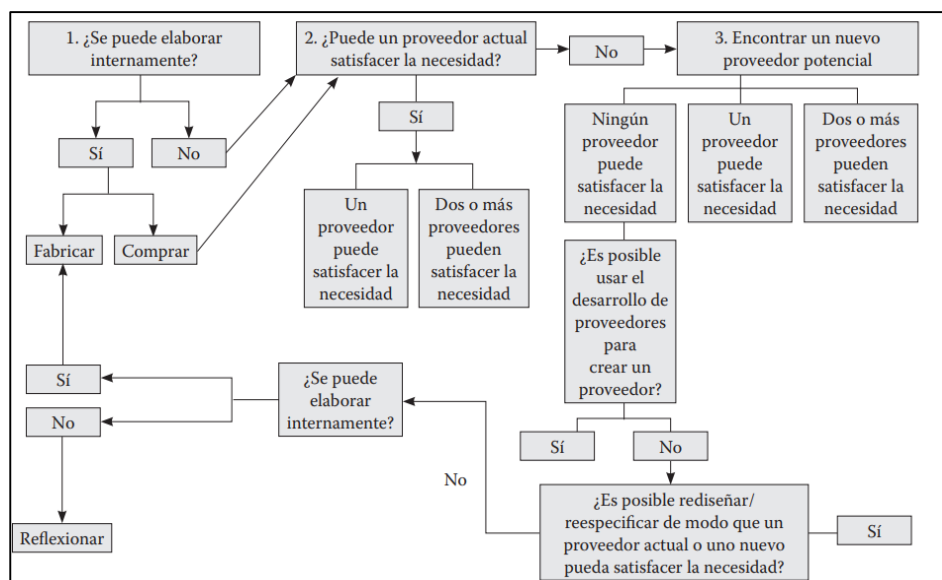 1. ¿Se puede elaborar
internamente?
2. ¿Puede un proveedor actual
satisfacer la necesidad?
No
3. Encontrar un nuevo
proveedor potencial
Sí
No
Sí
Ningún
proveedor
puede
satisfacer la
necesidad
Un
proveedor
puede
satisfacer la
necesidad
Dos o más
proveedores
pueden
satisfacer la
necesidad
Fabricar
Comprar
Un
proveedor
puede
satisfacer la
necesidad
Dos o más
proveedores
pueden
satisfacer la
necesidad
¿Es posible
usar el
desarrollo de
proveedores
para
crear un
proveedor?
Sí
No
¿Se puede
elaborar
internamente?
Sí
No
No
¿Es posible rediseñar/
reespecificar de modo que un
proveedor actual o uno nuevo
pueda satisfacer la necesidad?
Sí
Reflexionar